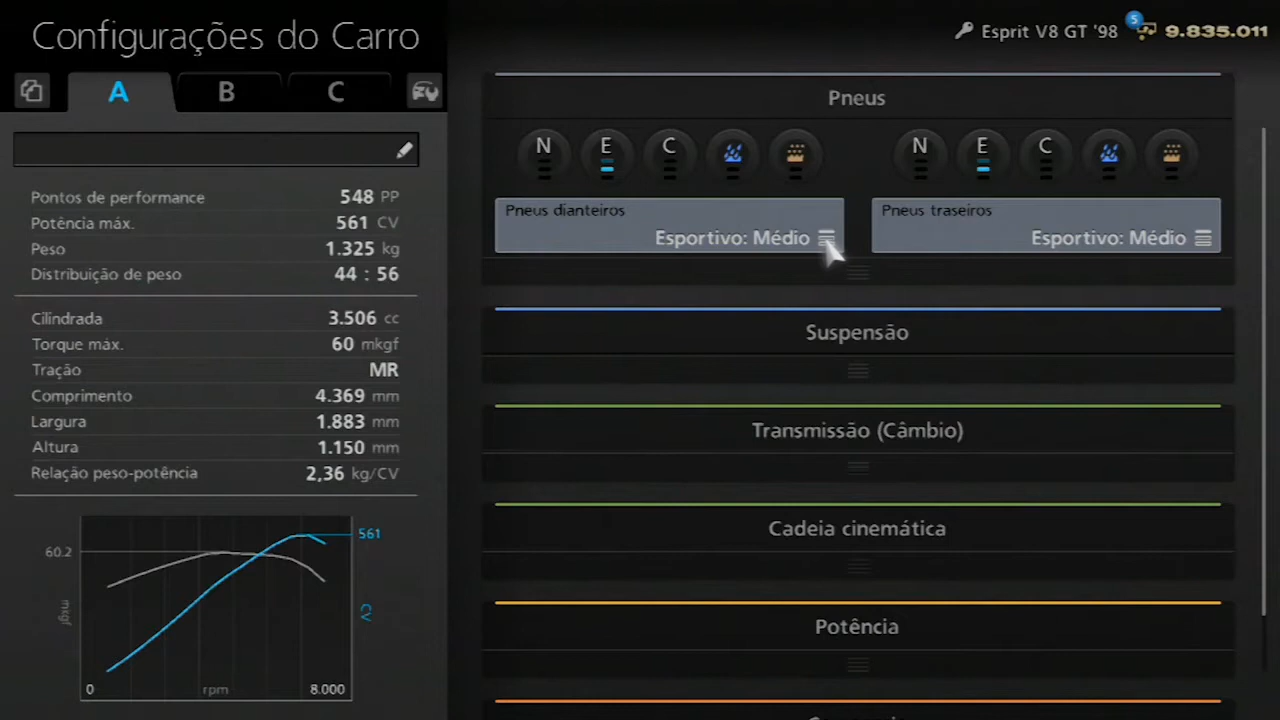 Configurações do Carro
Esprit V8 GT '98
5
9.835.011
A
B
C
Pontos de performance 548 PP
Potência máx. 561 CV
Peso 1.325 kg
Distribuição de peso 44 : 56
Cilindrada 3.506 cc
Torque máx. 60 mkgf
Tração MR
Comprimento 4.369 mm
Largura 1.883 mm
Altura 1.150 mm
Relação peso-potência 2,36 kg/CV
561
60.2
mkgf
CV
0 rpm 8.000
Pneus
N E C
N E C
Pneus dianteiros
Esportivo: Médio
Pneus traseiros
Esportivo: Médio
Suspensão
Transmissão (Câmbio)
Cadeia cinemática
Potência